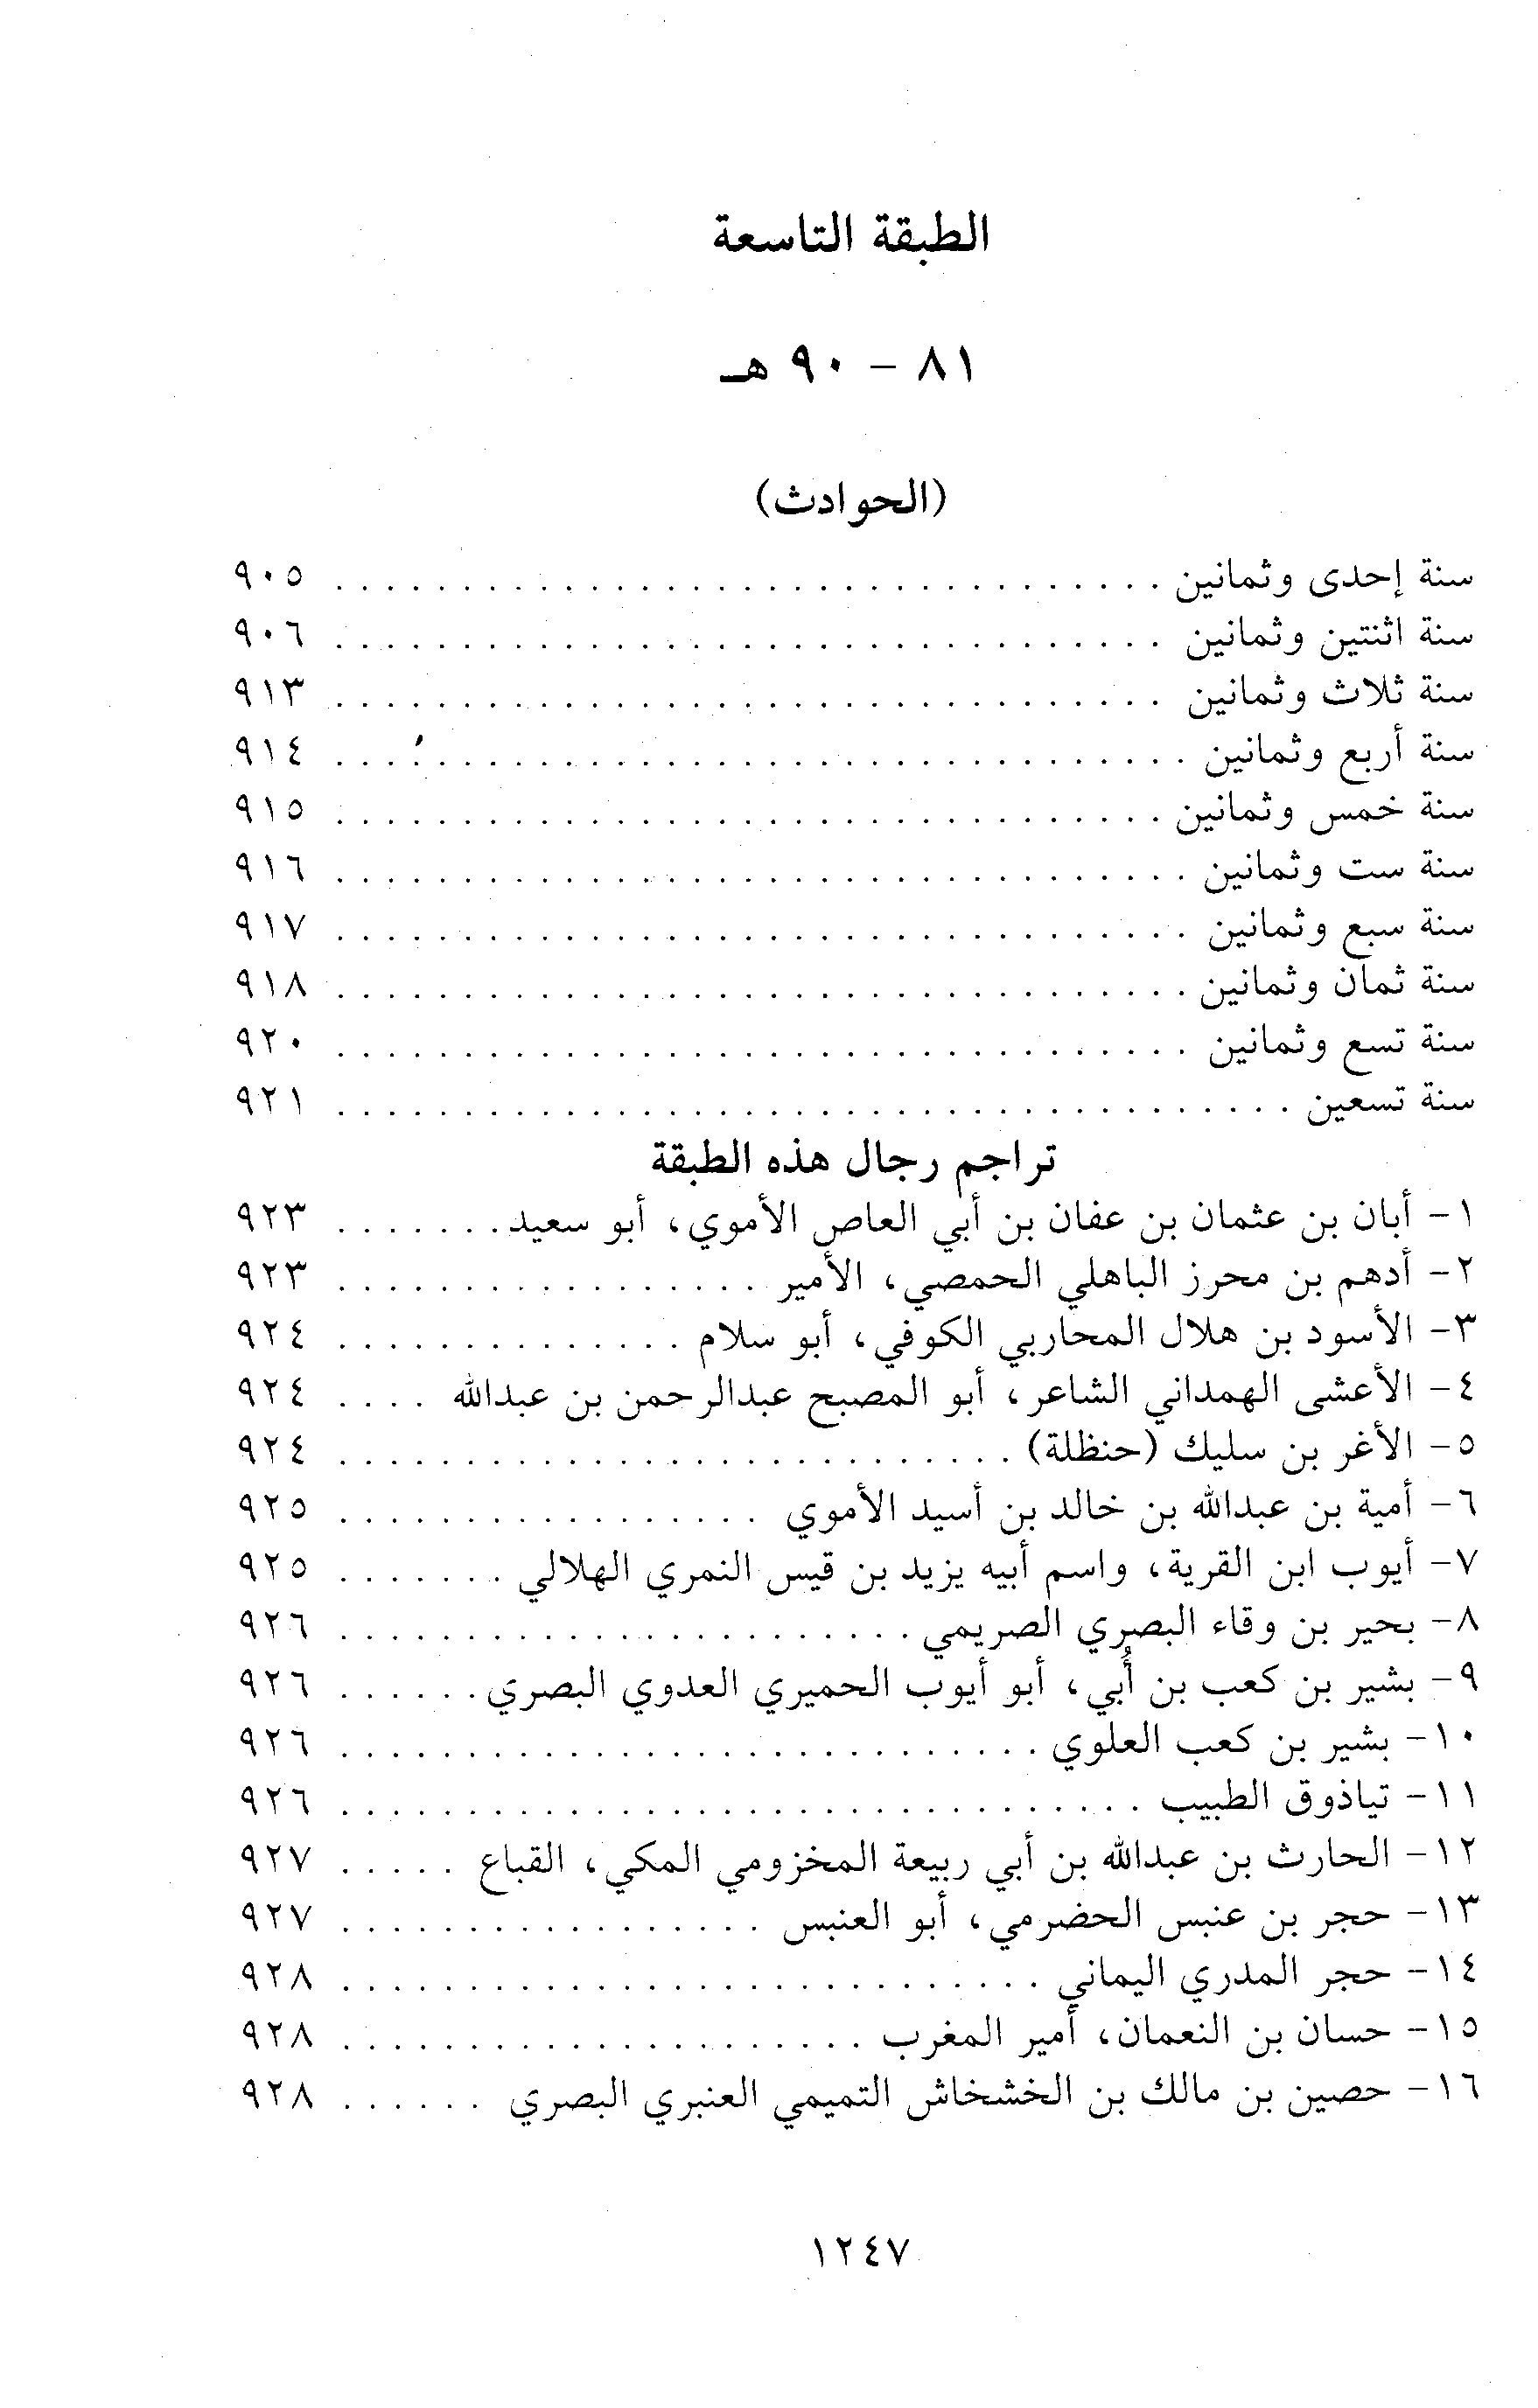 الطبقة التاسعة
٨١ - ٩٠ هـ
(الحوادث)
سنة إحدى وثمانين . . . . . . . . . . . . . . . . . . . . ٩٠٥
سنة اثنتين وثمانين . . . . . . . . . . . . . . . . . . . . ٩٠٦
سنة ثلاث وثمانين . . . . . . . . . . . . . . . . . . . . ٩١٣
سنة أربع وثمانين . . . . . . . . . . . . . . . . . . . . ٩١٤
سنة خمس وثمانين . . . . . . . . . . . . . . . . . . . . ٩١٥
سنة ست وثمانين . . . . . . . . . . . . . . . . . . . . ٩١٦
سنة سبع وثمانين . . . . . . . . . . . . . . . . . . . . ٩١٧
سنة ثمان وثمانين . . . . . . . . . . . . . . . . . . . . ٩١٨
سنة تسع وثمانين . . . . . . . . . . . . . . . . . . . . ٩٢٠
سنة تسعين . . . . . . . . . . . . . . . . . . . . ٩٢١
تراجم رجال هذه الطبقة
١- أبان بن عثمان بن عفان بن أبي العاص الأموي، أبو سعيد . . . . . . . ٩٢٣
٢- أدهم بن محرز الباهلي الحمصي، الأمير . . . . . . . . . . . . . . . . . ٩٢٣
٣- الأسود بن هلال المحاربي الكوفي، أبو سلام . . . . . . . . . . . . . . ٩٢٤
٤- الأعشى الهمداني الشاعر، أبو المصبح عبدالرحمن بن عبدالله . . . . ٩٢٤
٥- الأغر بن سليك (حنظلة) . . . . . . . . . . . . . . . . . . . . ٩٢٤
٦- أمية بن عبدالله بن خالد بن أسيد الأموي . . . . . . . . . . . . . . . . . ٩٢٥
٧- أيوب ابن القرية، واسم أبيه يزيد بن قيس النمري الهلالي . . . . . . . ٩٢٥
٨- بحير بن وقاء البصري الصريمي . . . . . . . . . . . . . . . . . . . . ٩٢٦
٩- بشير بن كعب بن أُبي، أبو أيوب الحميري العدوي البصري . . . . . . ٩٢٦
١٠- بشير بن كعب العلوي . . . . . . . . . . . . . . . . . . . . ٩٢٦
١١- تياذوق الطبيب . . . . . . . . . . . . . . . . . . . . ٩٢٦
١٢- الحارث بن عبدالله بن أبي ربيعة المخزومي المكي، القباع . . . . . ٩٢٧
١٣- حجر بن عنبس الحضرمي، أبو العنبس . . . . . . . . . . . . . . . . . ٩٢٧
١٤- حجر المدري اليماني . . . . . . . . . . . . . . . . . . . . ٩٢٨
١٥- حسان بن النعمان، أمير المغرب . . . . . . . . . . . . . . . . . . . . ٩٢٨
١٦- حصين بن مالك بن الخشخاش التميمي العنبري البصري . . . . . . ٩٢٨
١٢٤٧